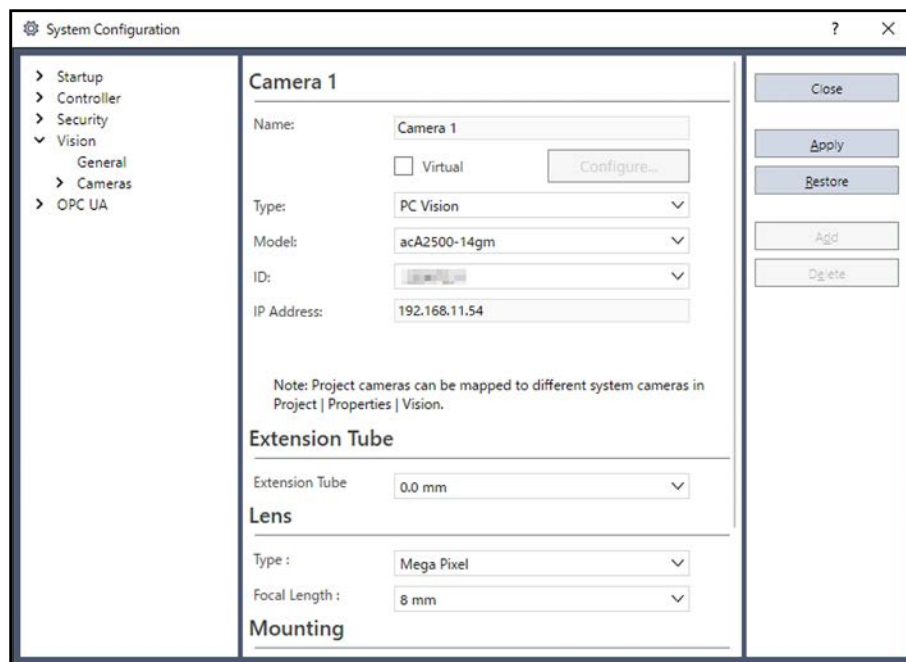 System Configuration
?
Startup
Controller
Security
Vision
General
Cameras
OPC UA
Camera 1
Name:
Camera 1
Virtual
Configure...
Type:
PC Vision
Model:
acA2500-14gm
ID:
IP Address:
192.168.11.54
Note: Project cameras can be mapped to different system cameras in
Project | Properties | Vision.
Extension Tube
Extension Tube
0.0 mm
Lens
Type :
Mega Pixel
Focal Length :
8 mm
Mounting
Close
Apply
Restore
Add
Delete